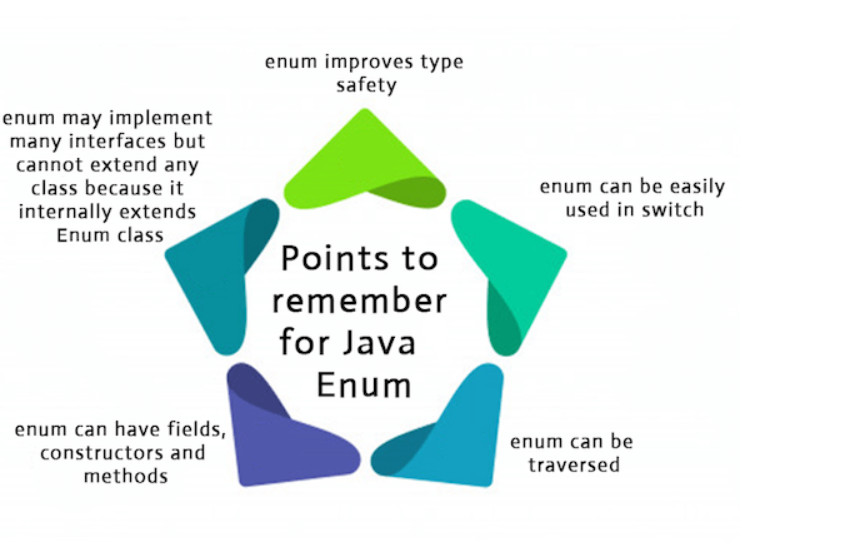 enum improves type
safety
enum may implement
many interfaces but
cannot extend any
class because it
internally extends
Enum class
enum can be easily
used in switch
Points to
remember
for Java
Enum
enum can have fields,
constructors and
methods
enum can be
traversed